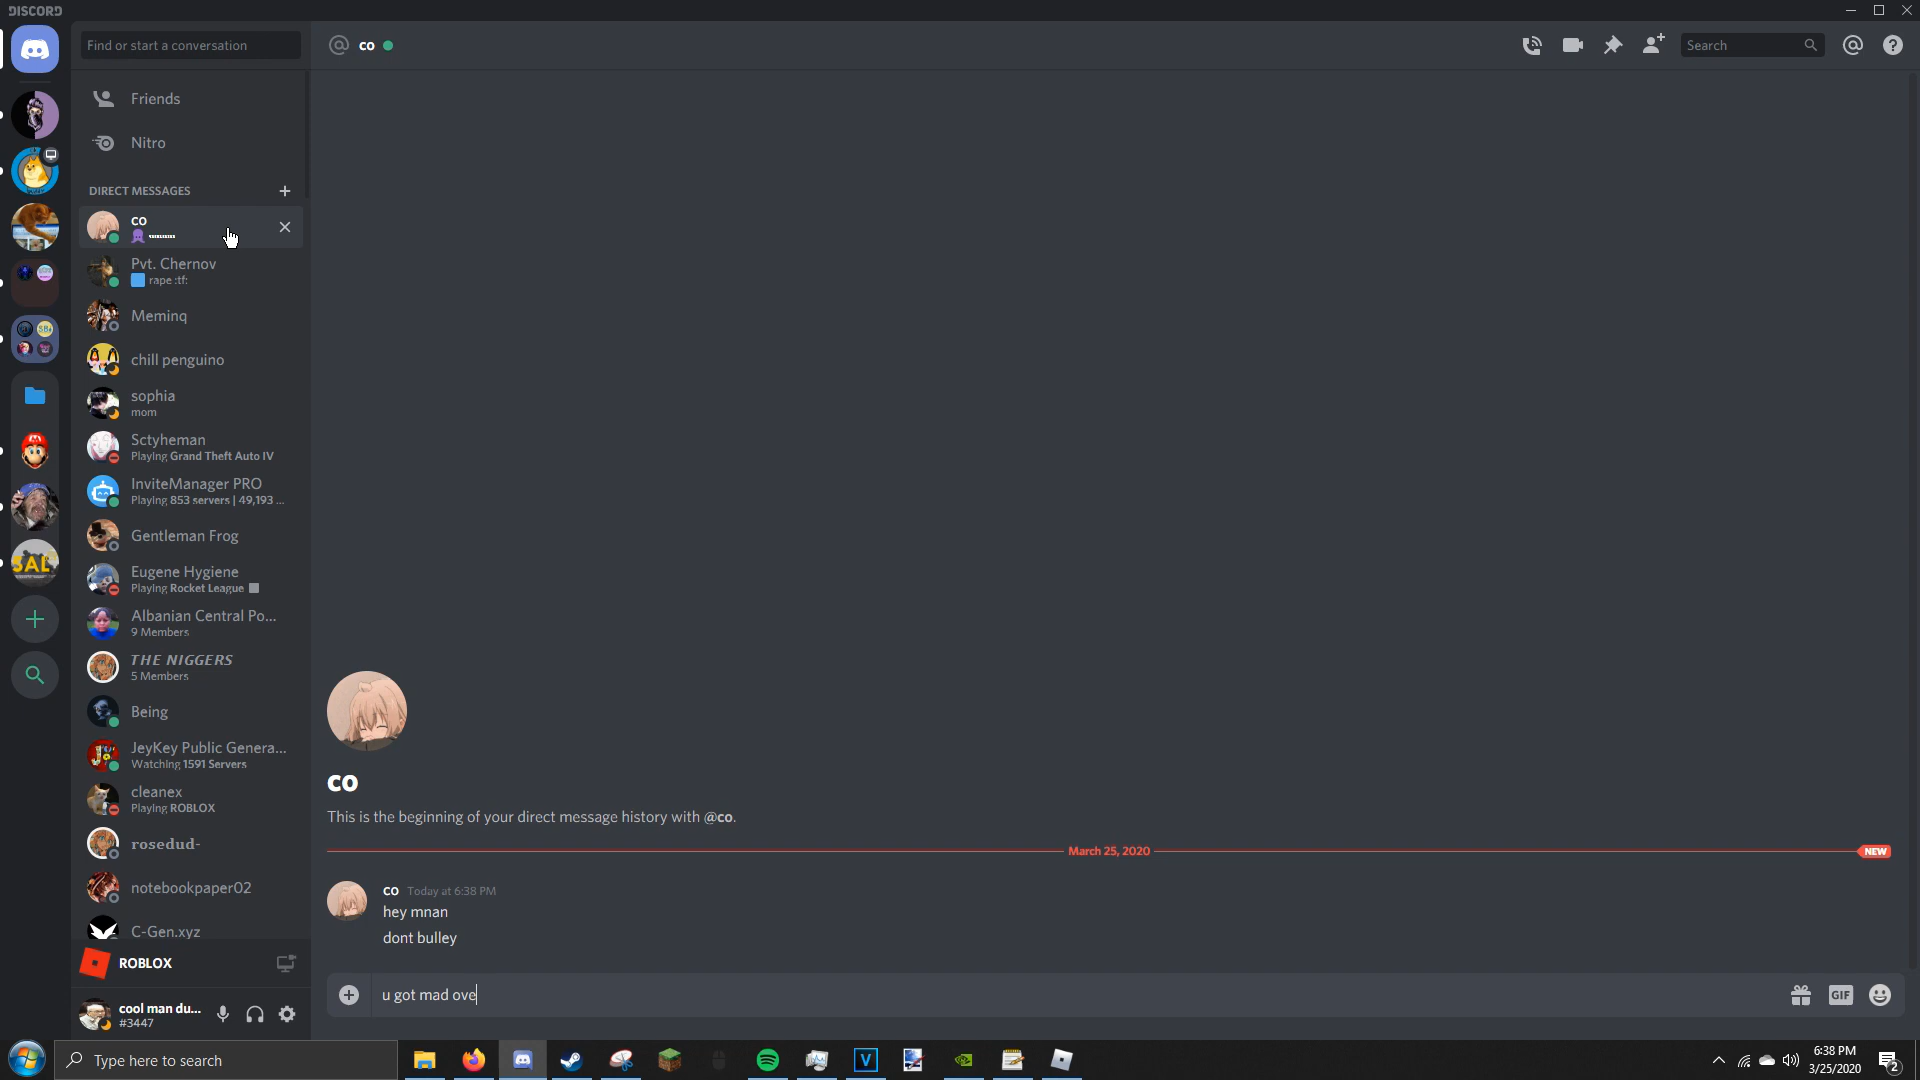 DISCORD
Find or start a conversation
co
Search
Friends
Nitro
DIRECT MESSAGES
co
Pvt. Chernov
rape :tf:
Meminq
chill penguino
sophia
mom
Sctyheman
Playing Grand Theft Auto IV
InviteManager PRO
Playing 853 servers | 49,193 ...
Gentleman Frog
Eugene Hygiene
Playing Rocket League
Albanian Central Po...
9 Members
THE NIGGERS
5 Members
Being
JeyKey Public Genera...
Watching 1591 Servers
cleanex
Playing ROBLOX
rosedud-
notebookpaper02
C-Gen.xyz
SAL
ROBLOX
cool man du...
#3447
co
This is the beginning of your direct message history with @co.
March 25, 2020
NEW
co Today at 6:38 PM
hey mnan
dont bulley
u got mad ove
GIF
Type here to search
6:38 PM
3/25/2020
2